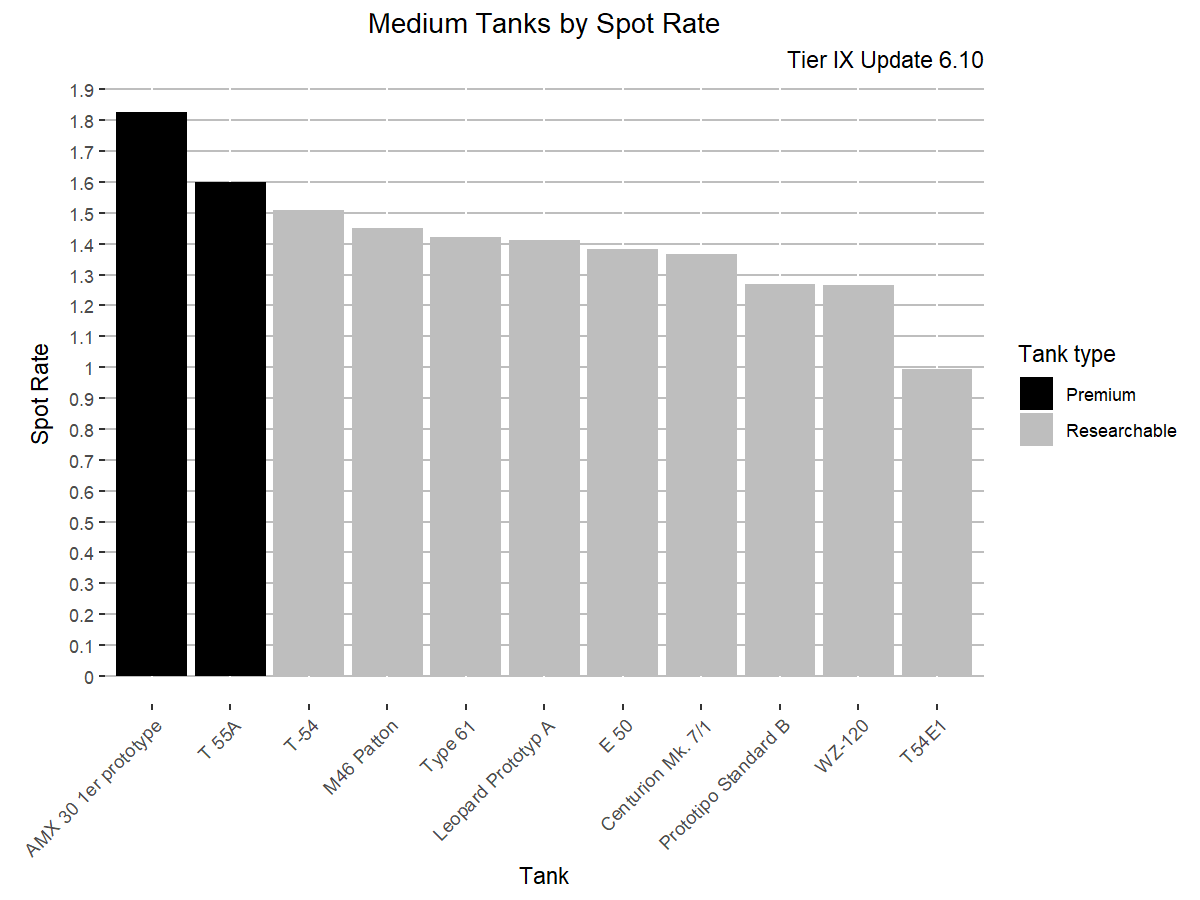 Medium Tanks by Spot Rate
Tier IX Update 6.10
1.9
1.8
1.7
1.6
1.5
1.4
1.3
1.2
1.1
1
0.9
0.8
0.7
0.6
0.5
0.4
0.3
0.2
0.1
0
Spot Rate
AMX 30 1er prototype
T 55A
T-54
M46 Patton
Type 61
Leopard Prototyp A
E 50
Centurion Mk. 7/1
Prototipo Standard B
WZ-120
T54E1
Tank
Tank type
Premium
Researchable